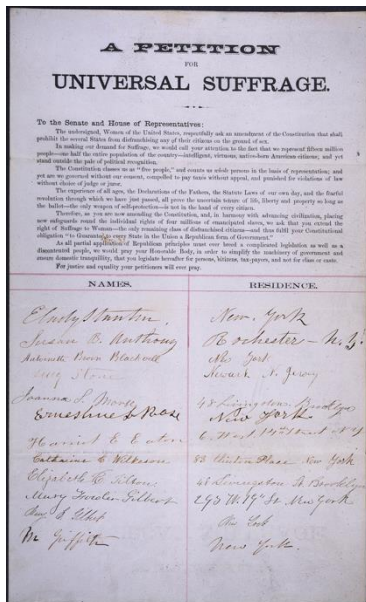 A PETITION
FOR
UNIVERSAL SUFFRAGE.
To the Senate and House of Representatives:
The undersigned, Women of the United States, respectfully ask an amendment of the Constitution that shall
prohibit the several States from disfranchising any of their citizens on the ground of sex.
In making our demand for Suffrage, we would call your attention to the fact that we represent fifteen million
people—one half the entire population of the country—intelligent, virtuous, native-born American citizens; and yet
stand outside the pale of political recognition.
The Constitution classes us as "free people," and counts us whole persons in the basis of representation; and
yet are we governed without our consent, compelled to pay taxes without appeal, and punished for violations of law
without choice of judge or juror.
The experience of all ages, the Declarations of the Fathers, the Statute Laws of our own day, and the fearful
revolution through which we have just passed, all prove the uncertain tenure of life, liberty and property so long as
the ballot—the only weapon of self-protection—is not in the hand of every citizen.
Therefore, as you are now amending the Constitution, and, in harmony with advancing civilization, placing
new safeguards round the individual rights of four millions of emancipated slaves, we ask that you extend the
right of Suffrage to Woman—the only remaining class of disfranchised citizens—and thus fulfil your Constitutional
obligation "to Guarantee to every State in the Union a Republican form of Government."
As all partial application of Republican principles must ever breed a complicated legislation as well as a
discontented people, we would pray your Honorable Body, in order to simplify the machinery of government and
ensure domestic tranquillity, that you legislate hereafter for persons, citizens, tax-payers, and not for class or caste.
For justice and equality your petitioners will ever pray.
NAMES. RESIDENCE.
E Cady Stanton, New York
Susan B. Anthony Rochester - N.Y.
Antoinette Brown Blackwell New York
Lucy Stone Newark N. Jersey
Joanna S. Morse 48 Livingston. Brooklyn
Ernestine L Rose New York
Harriet E Eaton 6 West 14th Street N.Y
Catharine C Wilkeson 83 Clinton Place New York
Elizabeth R Tilton 48 Livingston St. Brooklyn
Mary Fowler Gilbert 293 W. 19th St. New York
Gilbert New York
M Griffith New York.